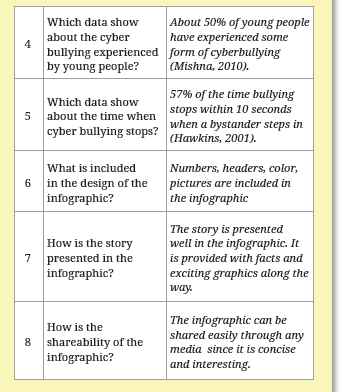 4
Which data show
about the cyber
bullying experienced
by young people?
About 50% of young people
have experienced some
form of cyberbullying
(Mishna, 2010).
5
Which data show
about the time when
cyber bullying stops?
57% of the time bullying
stops within 10 seconds
when a bystander steps in
(Hawkins, 2001).
6
What is included
in the design of the
infographic?
Numbers, headers, color,
pictures are included in
the infographic
7
How is the story
presented in the
infographic?
The story is presented
well in the infographic. It
is provided with facts and
exciting graphics along the
way.
8
How is the
shareability of the
infographic?
The infographic can be
shared easily through any
media since it is concise
and interesting.